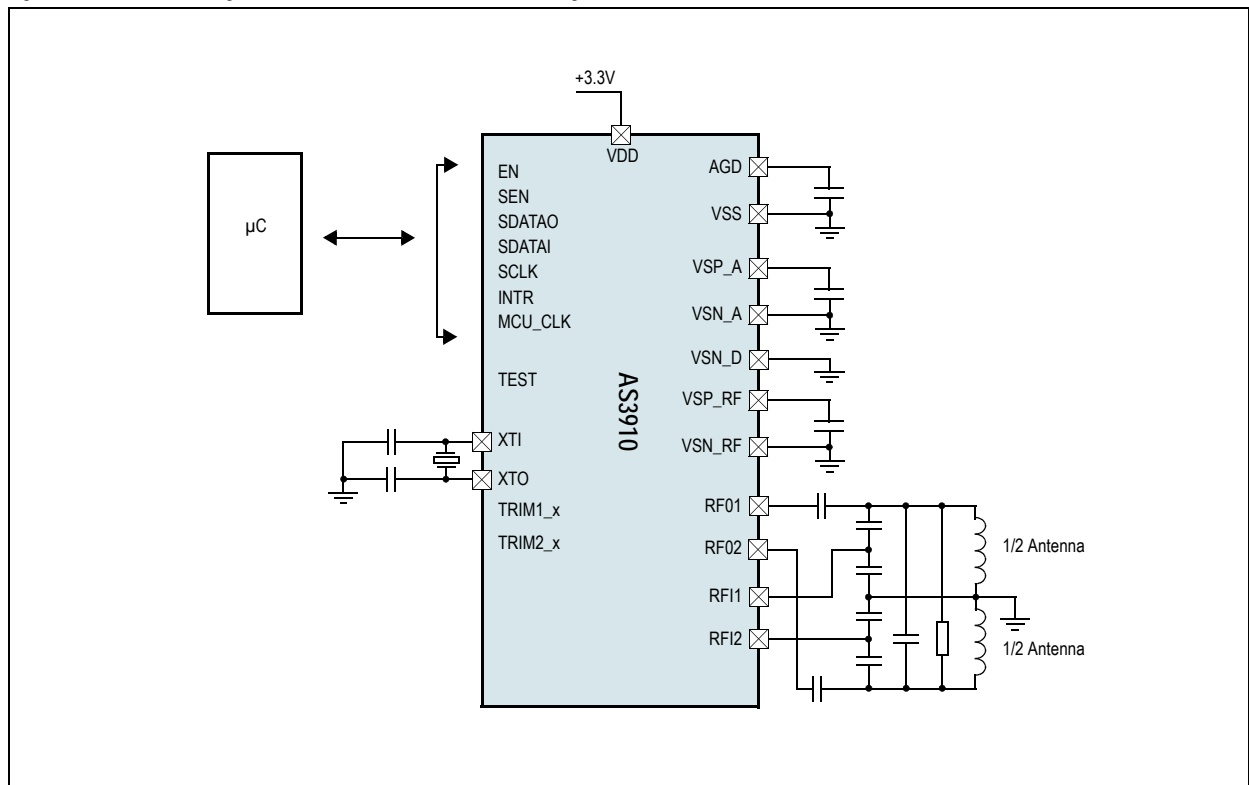 +3.3V
VDD
µC
EN
SEN
SDATAO
SDATAI
SCLK
INTR
MCU_CLK
TEST
XTI
XTO
TRIM1_x
TRIM2_x
AS3910
AGD
VSS
VSP_A
VSN_A
VSN_D
VSP_RF
VSN_RF
RF01
RF02
RFI1
RFI2
1/2 Antenna
1/2 Antenna